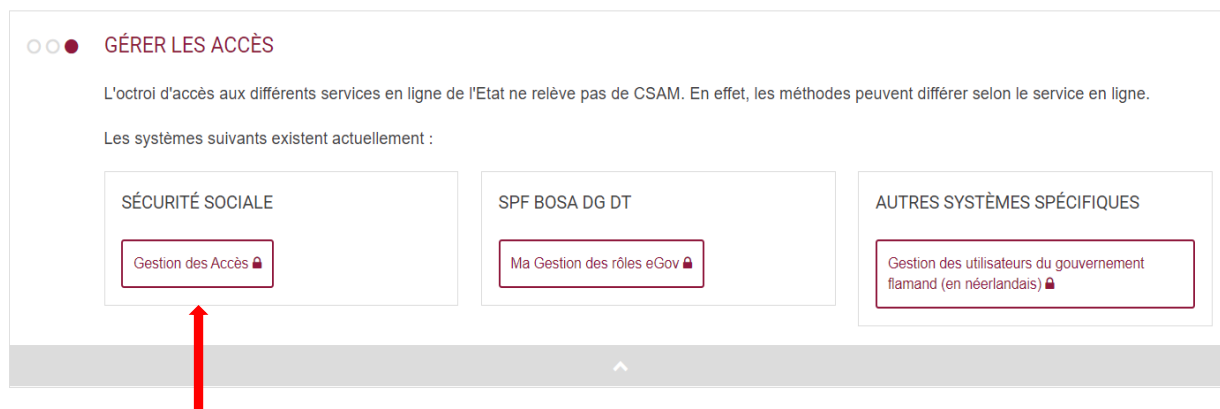 GÉRER LES ACCÈS
L'octroi d'accès aux différents services en ligne de l'Etat ne relève pas de CSAM. En effet, les méthodes peuvent différer selon le service en ligne.
Les systèmes suivants existent actuellement :
SÉCURITÉ SOCIALE
Gestion des Accès
SPF BOSA DG DT
Ma Gestion des rôles eGov
AUTRES SYSTÈMES SPÉCIFIQUES
Gestion des utilisateurs du gouvernement
flamand (en néerlandais)